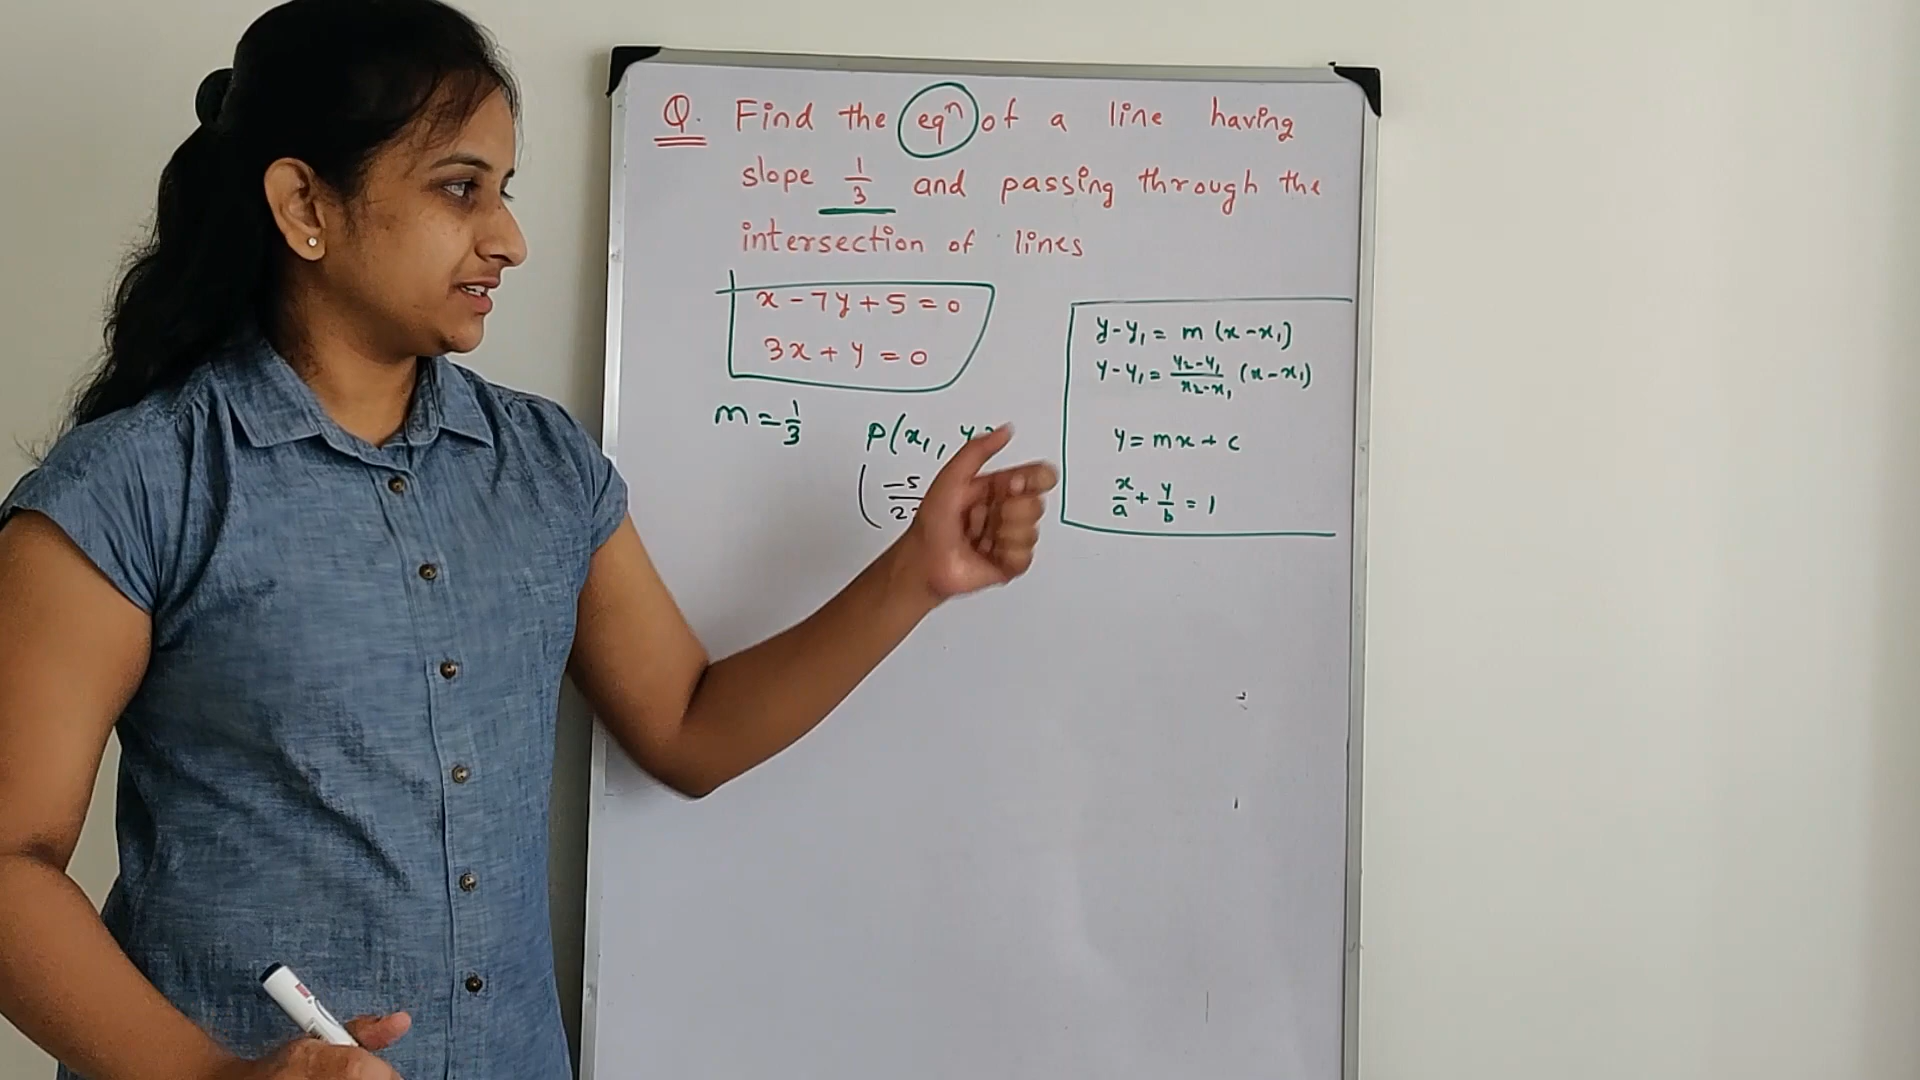 Q. Find the eqⁿ of a line having
slope 1/3 and passing through the
intersection of lines
x - 7y + 5 = 0
3x + y = 0
m = 1/3
P(x₁, y
(-5
y - y₁ = m (x - x₁)
y - y₁ = y₂-y₁/x₂-x₁ (x - x₁)
y = mx + c
x/a + y/b = 1